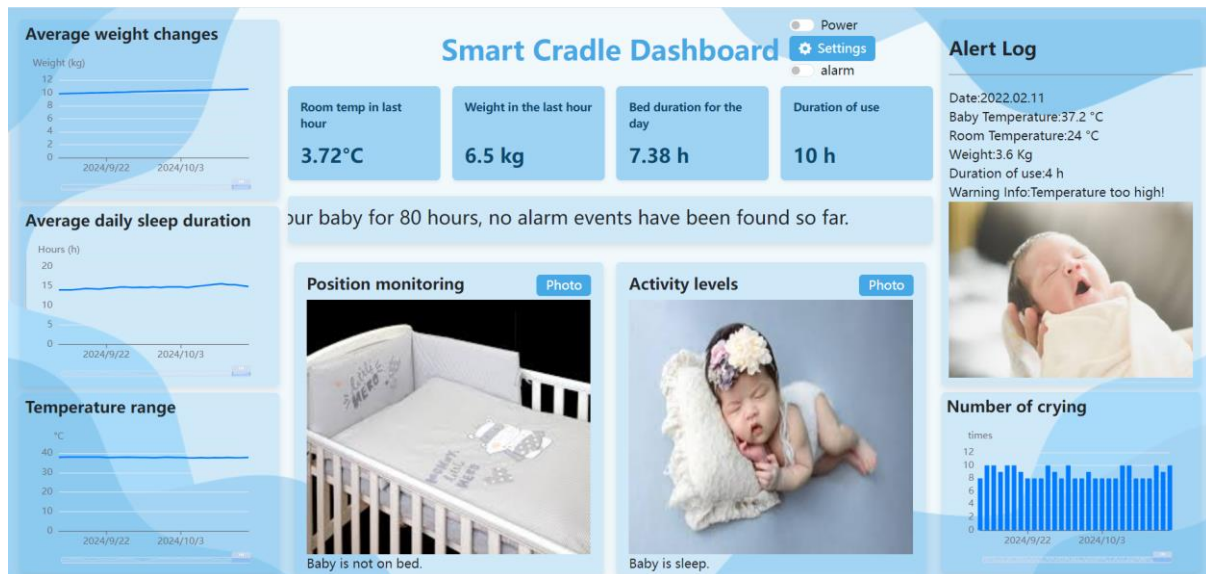 Average weight changes
Weight (kg)
12
10
8
6
4
2
0
2024/9/22 2024/10/3
Average daily sleep duration
Hours (h)
20
15
10
5
0
2024/9/22 2024/10/3
Temperature range
°C
40
30
20
10
0
2024/9/22 2024/10/3
Smart Cradle Dashboard
Power
Settings
alarm
Room temp in last
hour
3.72°C
Weight in the last hour
6.5 kg
Bed duration for the
day
7.38 h
Duration of use
10 h
our baby for 80 hours, no alarm events have been found so far.
Position monitoring
Photo
little
HERO
MOMMY,
Little
HERO
Baby is not on bed.
Activity levels
Photo
Baby is sleep.
Alert Log
Date:2022.02.11
Baby Temperature:37.2 °C
Room Temperature:24 °C
Weight:3.6 Kg
Duration of use:4 h
Warning Info:Temperature too high!
Number of crying
times
12
10
8
6
4
2
0
2024/9/22 2024/10/3